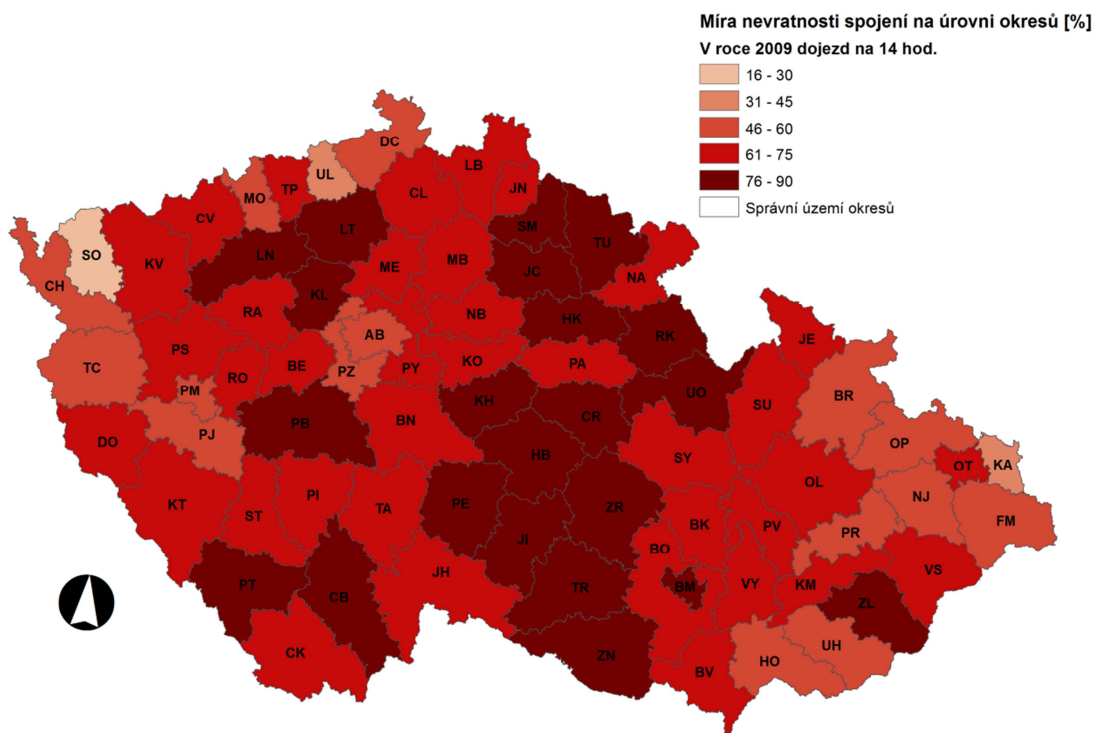 Míra nevratnosti spojení na úrovni okresů [%]
V roce 2009 dojezd na 14 hod.
16 - 30
31 - 45
46 - 60
61 - 75
76 - 90
Správní území okresů
DC
LB
UL
TP
MO
CL
JN
CV
SM
LT
TU
SO
LN
MB
KV
ME
JC
NA
CH
KL
RA
NB
HK
AB
RK
JE
PS
KO
PA
TC
BE
PZ
PY
RO
PM
UO
BR
KH
SU
CR
PB
BN
PJ
DO
OP
HB
SY
OT
KA
OL
PI
NJ
KT
ST
TA
PE
ZR
BK
PV
FM
PR
JI
BO
VS
JH
PT
TR
BM
VY
KM
CB
ZL
UH
CK
ZN
HO
BV